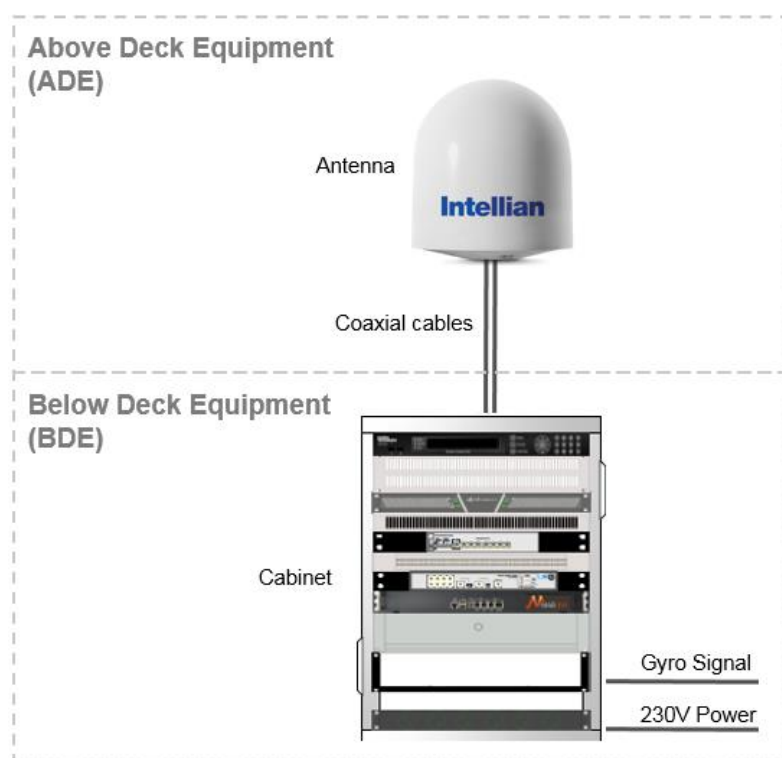 Above Deck Equipment
(ADE)
Antenna
Intellian
Coaxial cables
Below Deck Equipment
(BDE)
Cabinet
Gyro Signal
230V Power